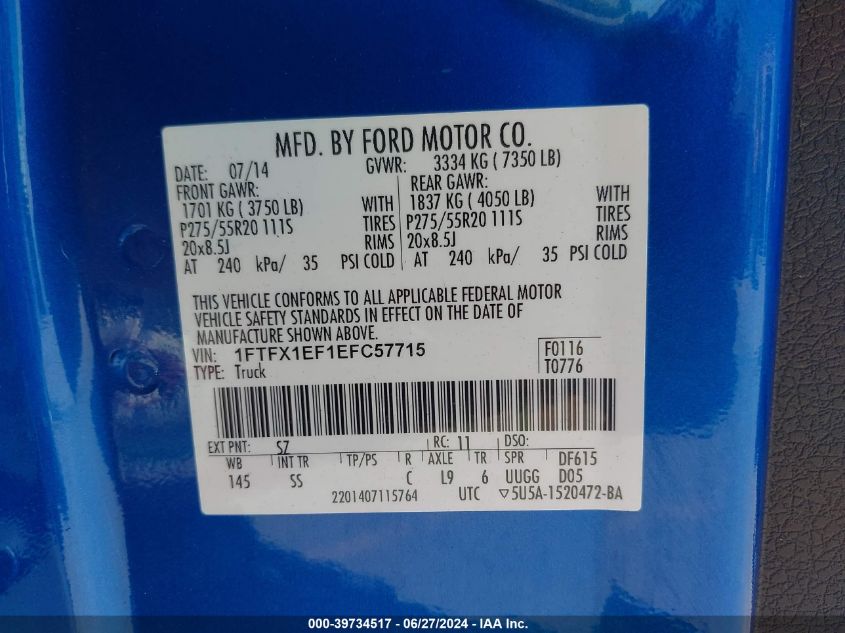 MFD. BY FORD MOTOR CO.
DATE: 07/14 GVWR: 3334 KG ( 7350 LB)
FRONT GAWR: REAR GAWR:
1701 KG ( 3750 LB) WITH 1837 KG ( 4050 LB) WITH
P275/55R20 111S TIRES P275/55R20 111S TIRES
20x8.5J RIMS 20x8.5J RIMS
AT 240 kPa/ 35 PSI COLD AT 240 kPa/ 35 PSI COLD
THIS VEHICLE CONFORMS TO ALL APPLICABLE FEDERAL MOTOR
VEHICLE SAFETY STANDARDS IN EFFECT ON THE DATE OF
MANUFACTURE SHOWN ABOVE.
VIN: 1FTFX1EF1EFC57715 F0116
TYPE: Truck T0776
EXT PNT: SZ RC: 11 DSO:
WB INT TR TP/PS R AXLE TR SPR DF615
145 SS C L9 6 UUGG D05
2201407115764 UTC ▽5U5A-1520472-BA
000-39734517 - 06/27/2024 - IAA Inc.